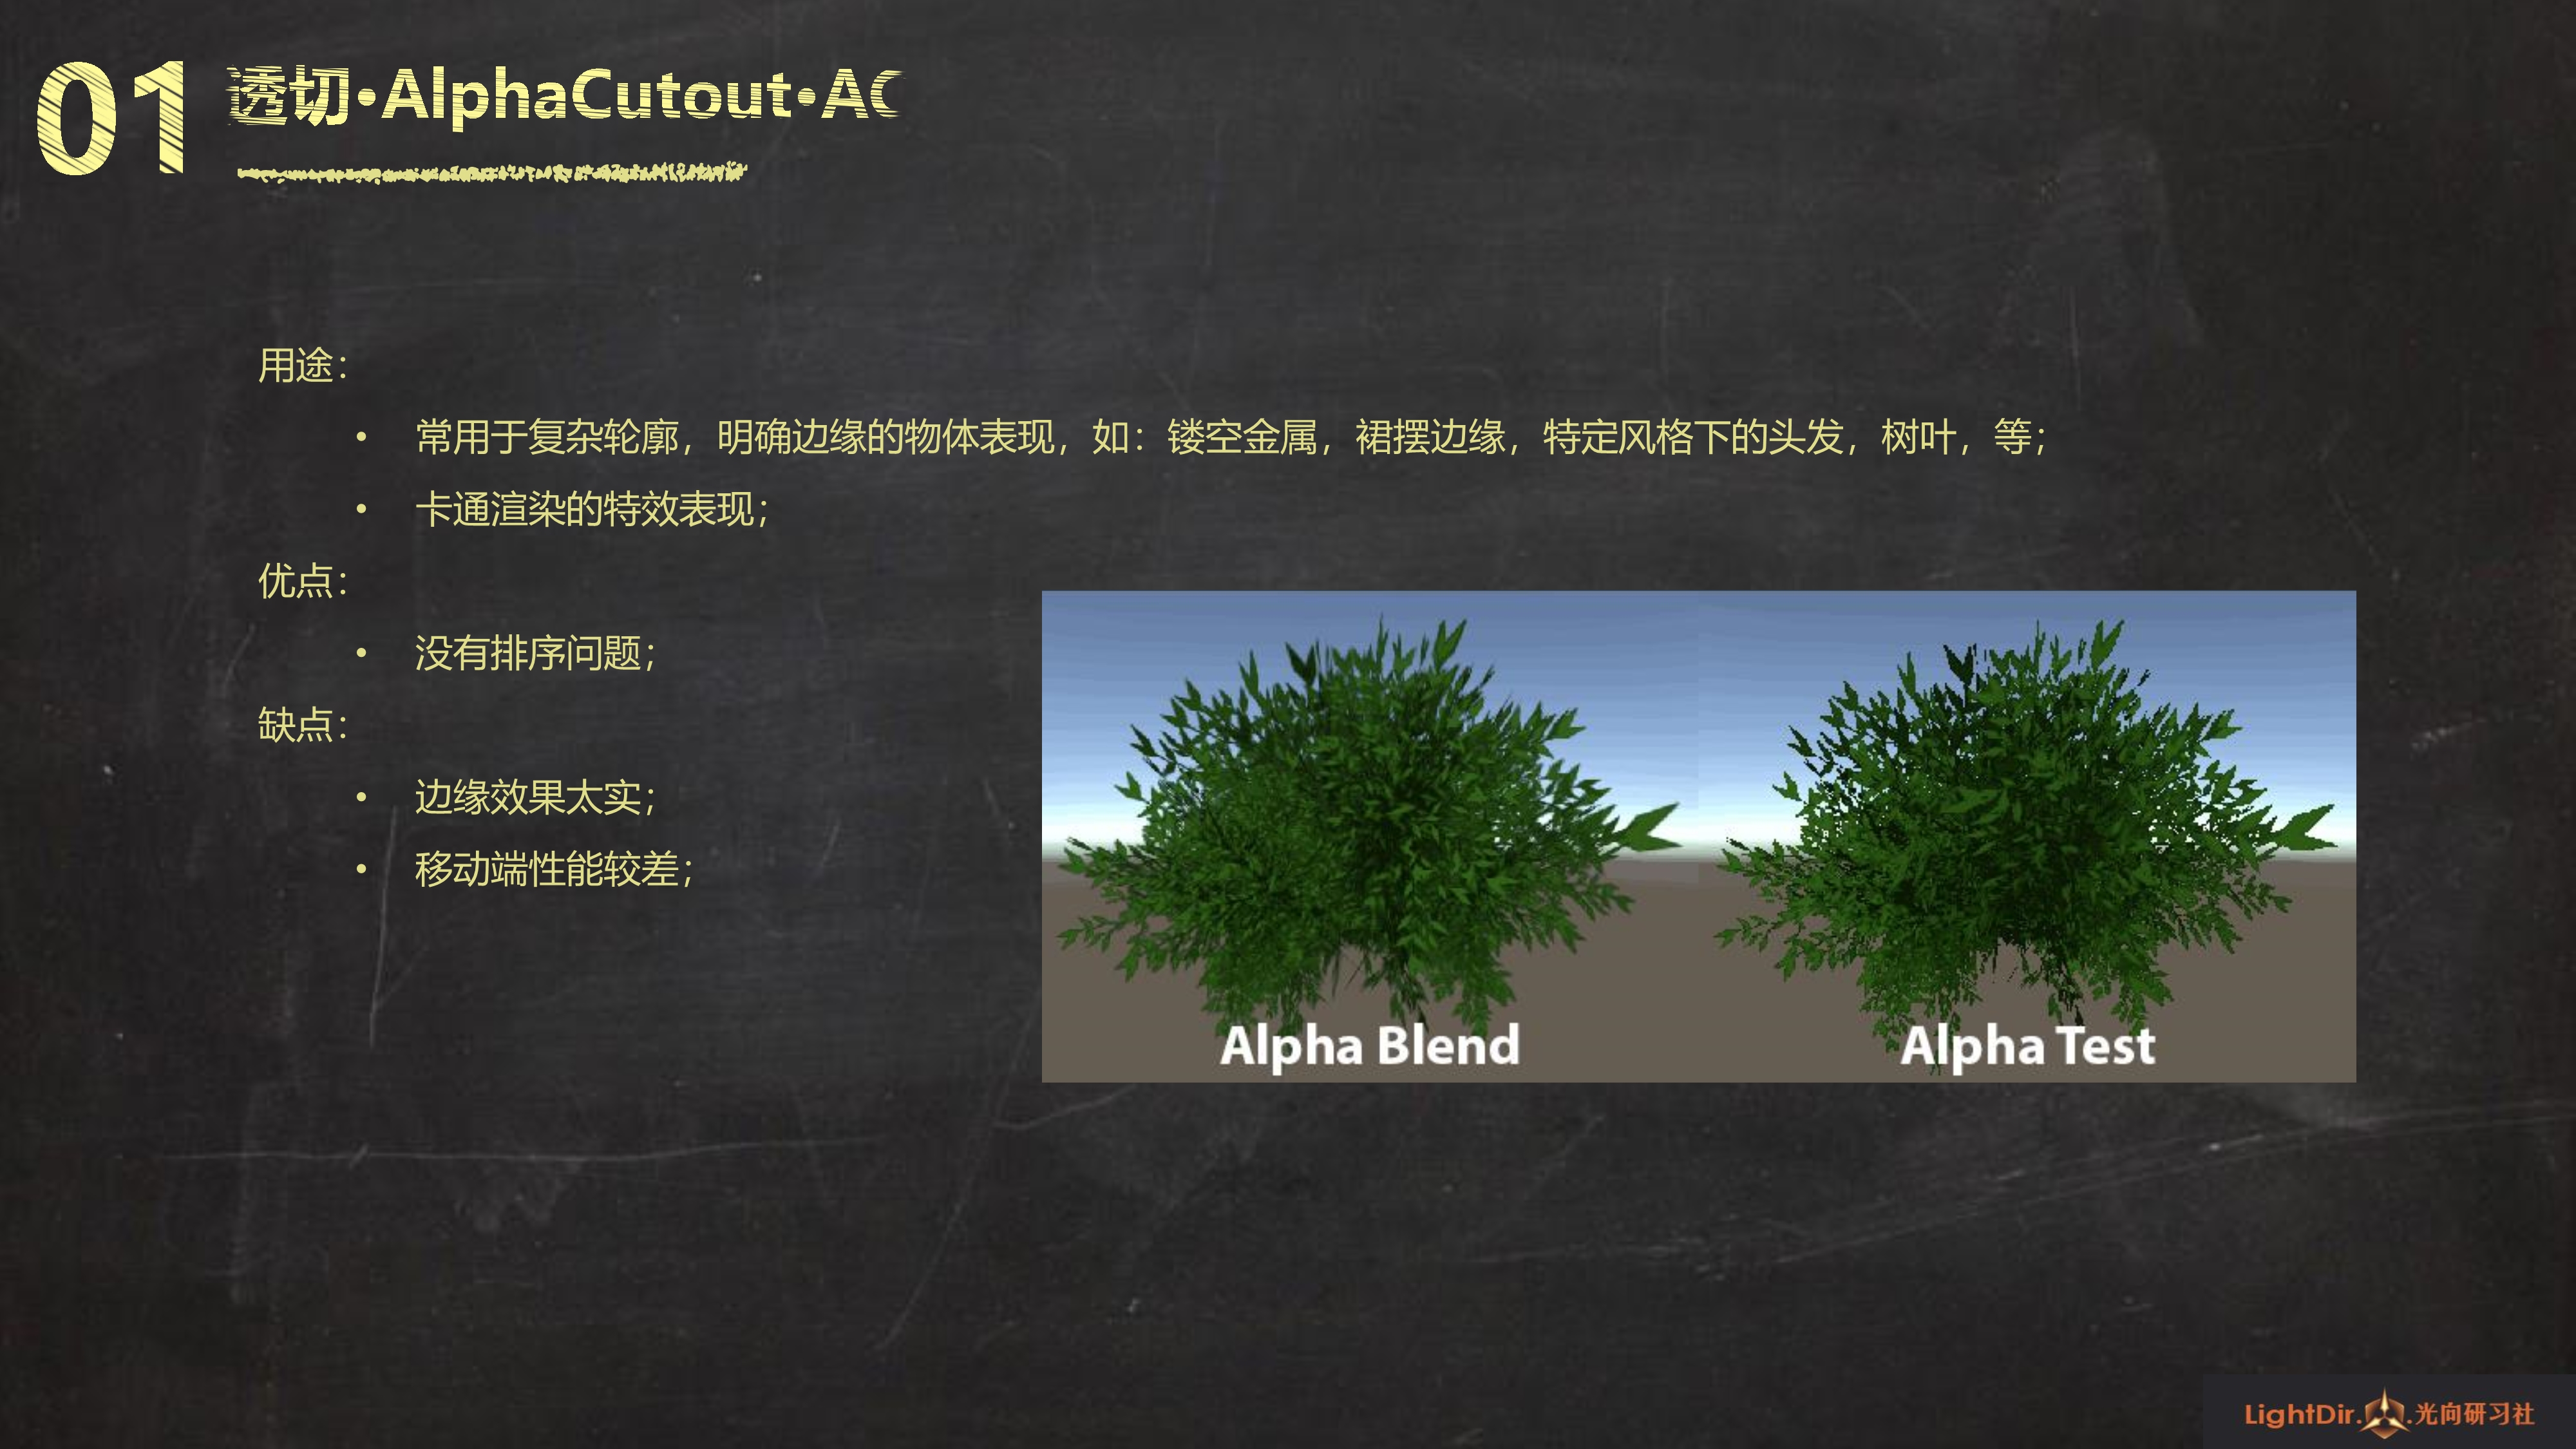 01
透切•AlphaCutout•AC
用途：
• 常用于复杂轮廓，明确边缘的物体表现，如：镂空金属，裙摆边缘，特定风格下的头发，树叶，等；
• 卡通渲染的特效表现；
优点：
• 没有排序问题；
缺点：
• 边缘效果太实；
• 移动端性能较差；
Alpha Blend
Alpha Test
LightDir.光向研习社